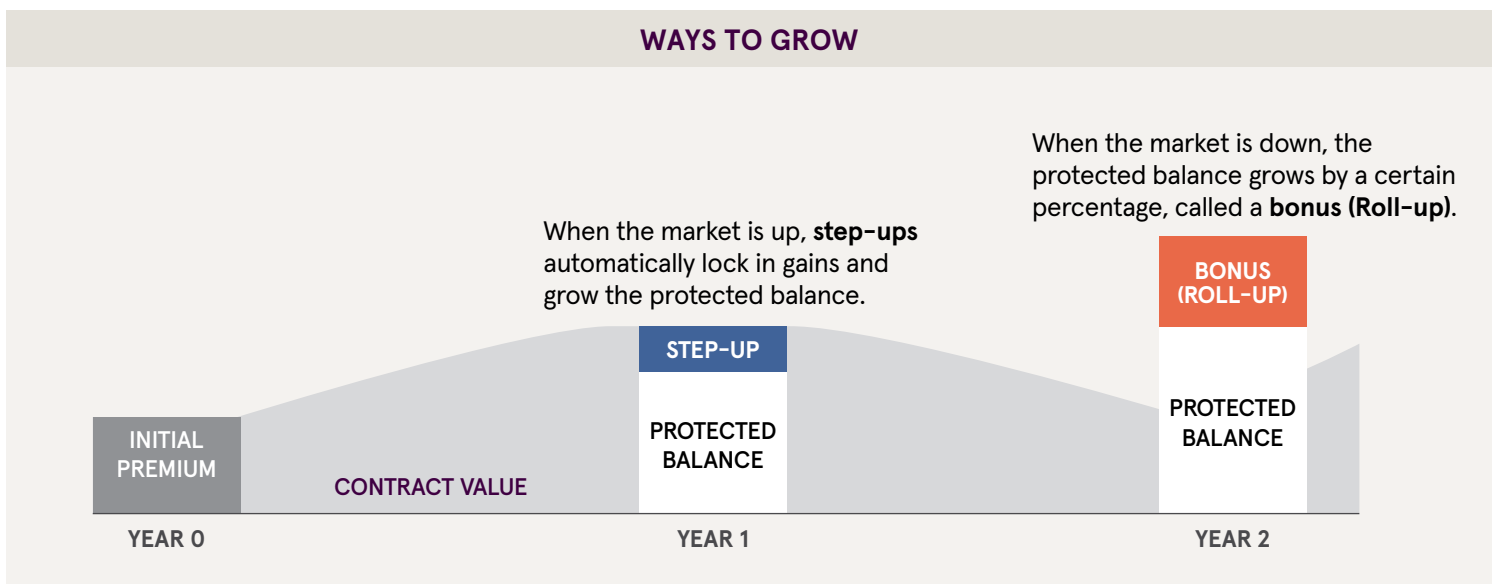 WAYS TO GROW
When the market is down, the
protected balance grows by a certain
percentage, called a bonus (Roll-up).
When the market is up, step-ups
automatically lock in gains and
grow the protected balance.
BONUS
(ROLL-UP)
STEP-UP
PROTECTED
BALANCE
PROTECTED
BALANCE
INITIAL
PREMIUM
CONTRACT VALUE
YEAR 0
YEAR 1
YEAR 2